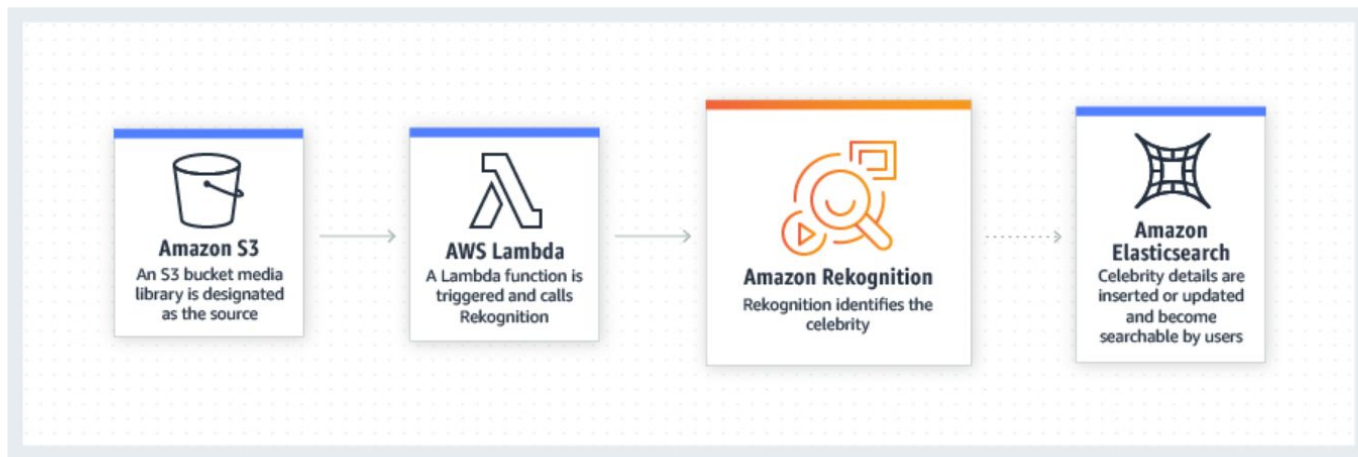 Amazon S3
An S3 bucket media
library is designated
as the source
AWS Lambda
A Lambda function is
triggered and calls
Rekognition
Amazon Rekognition
Rekognition identifies the
celebrity
Amazon
Elasticsearch
Celebrity details are
inserted or updated
and become
searchable by users